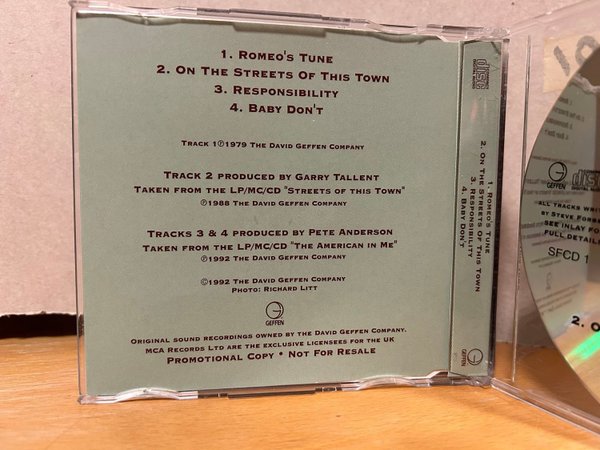 1. Romeo's Tune
2. On The Streets Of This Town
3. Responsibility
4. Baby Don't
Track 1 ℗1979 The David Geffen Company
Track 2 produced by Garry Tallent
Taken from the LP/MC/CD "Streets of this Town"
℗1988 The David Geffen Company
Tracks 3 & 4 produced by Pete Anderson
Taken from the LP/MC/CD "The American in Me"
℗1992 The David Geffen Company
©1992 The David Geffen Company
Photo: Richard Litt
GEFFEN
Original sound recordings owned by the David Geffen Company.
MCA Records Ltd are the exclusive licensees for the UK
Promotional Copy • Not For Resale
disc
1. Romeo's Tune
2. On The Streets Of This Town
3. Responsibility
4. Baby Don't
GEFFEN
GEFFEN
ALL TRACKS
BY STEVE
SEE INLAY
FULL
SFCD 1
2. O